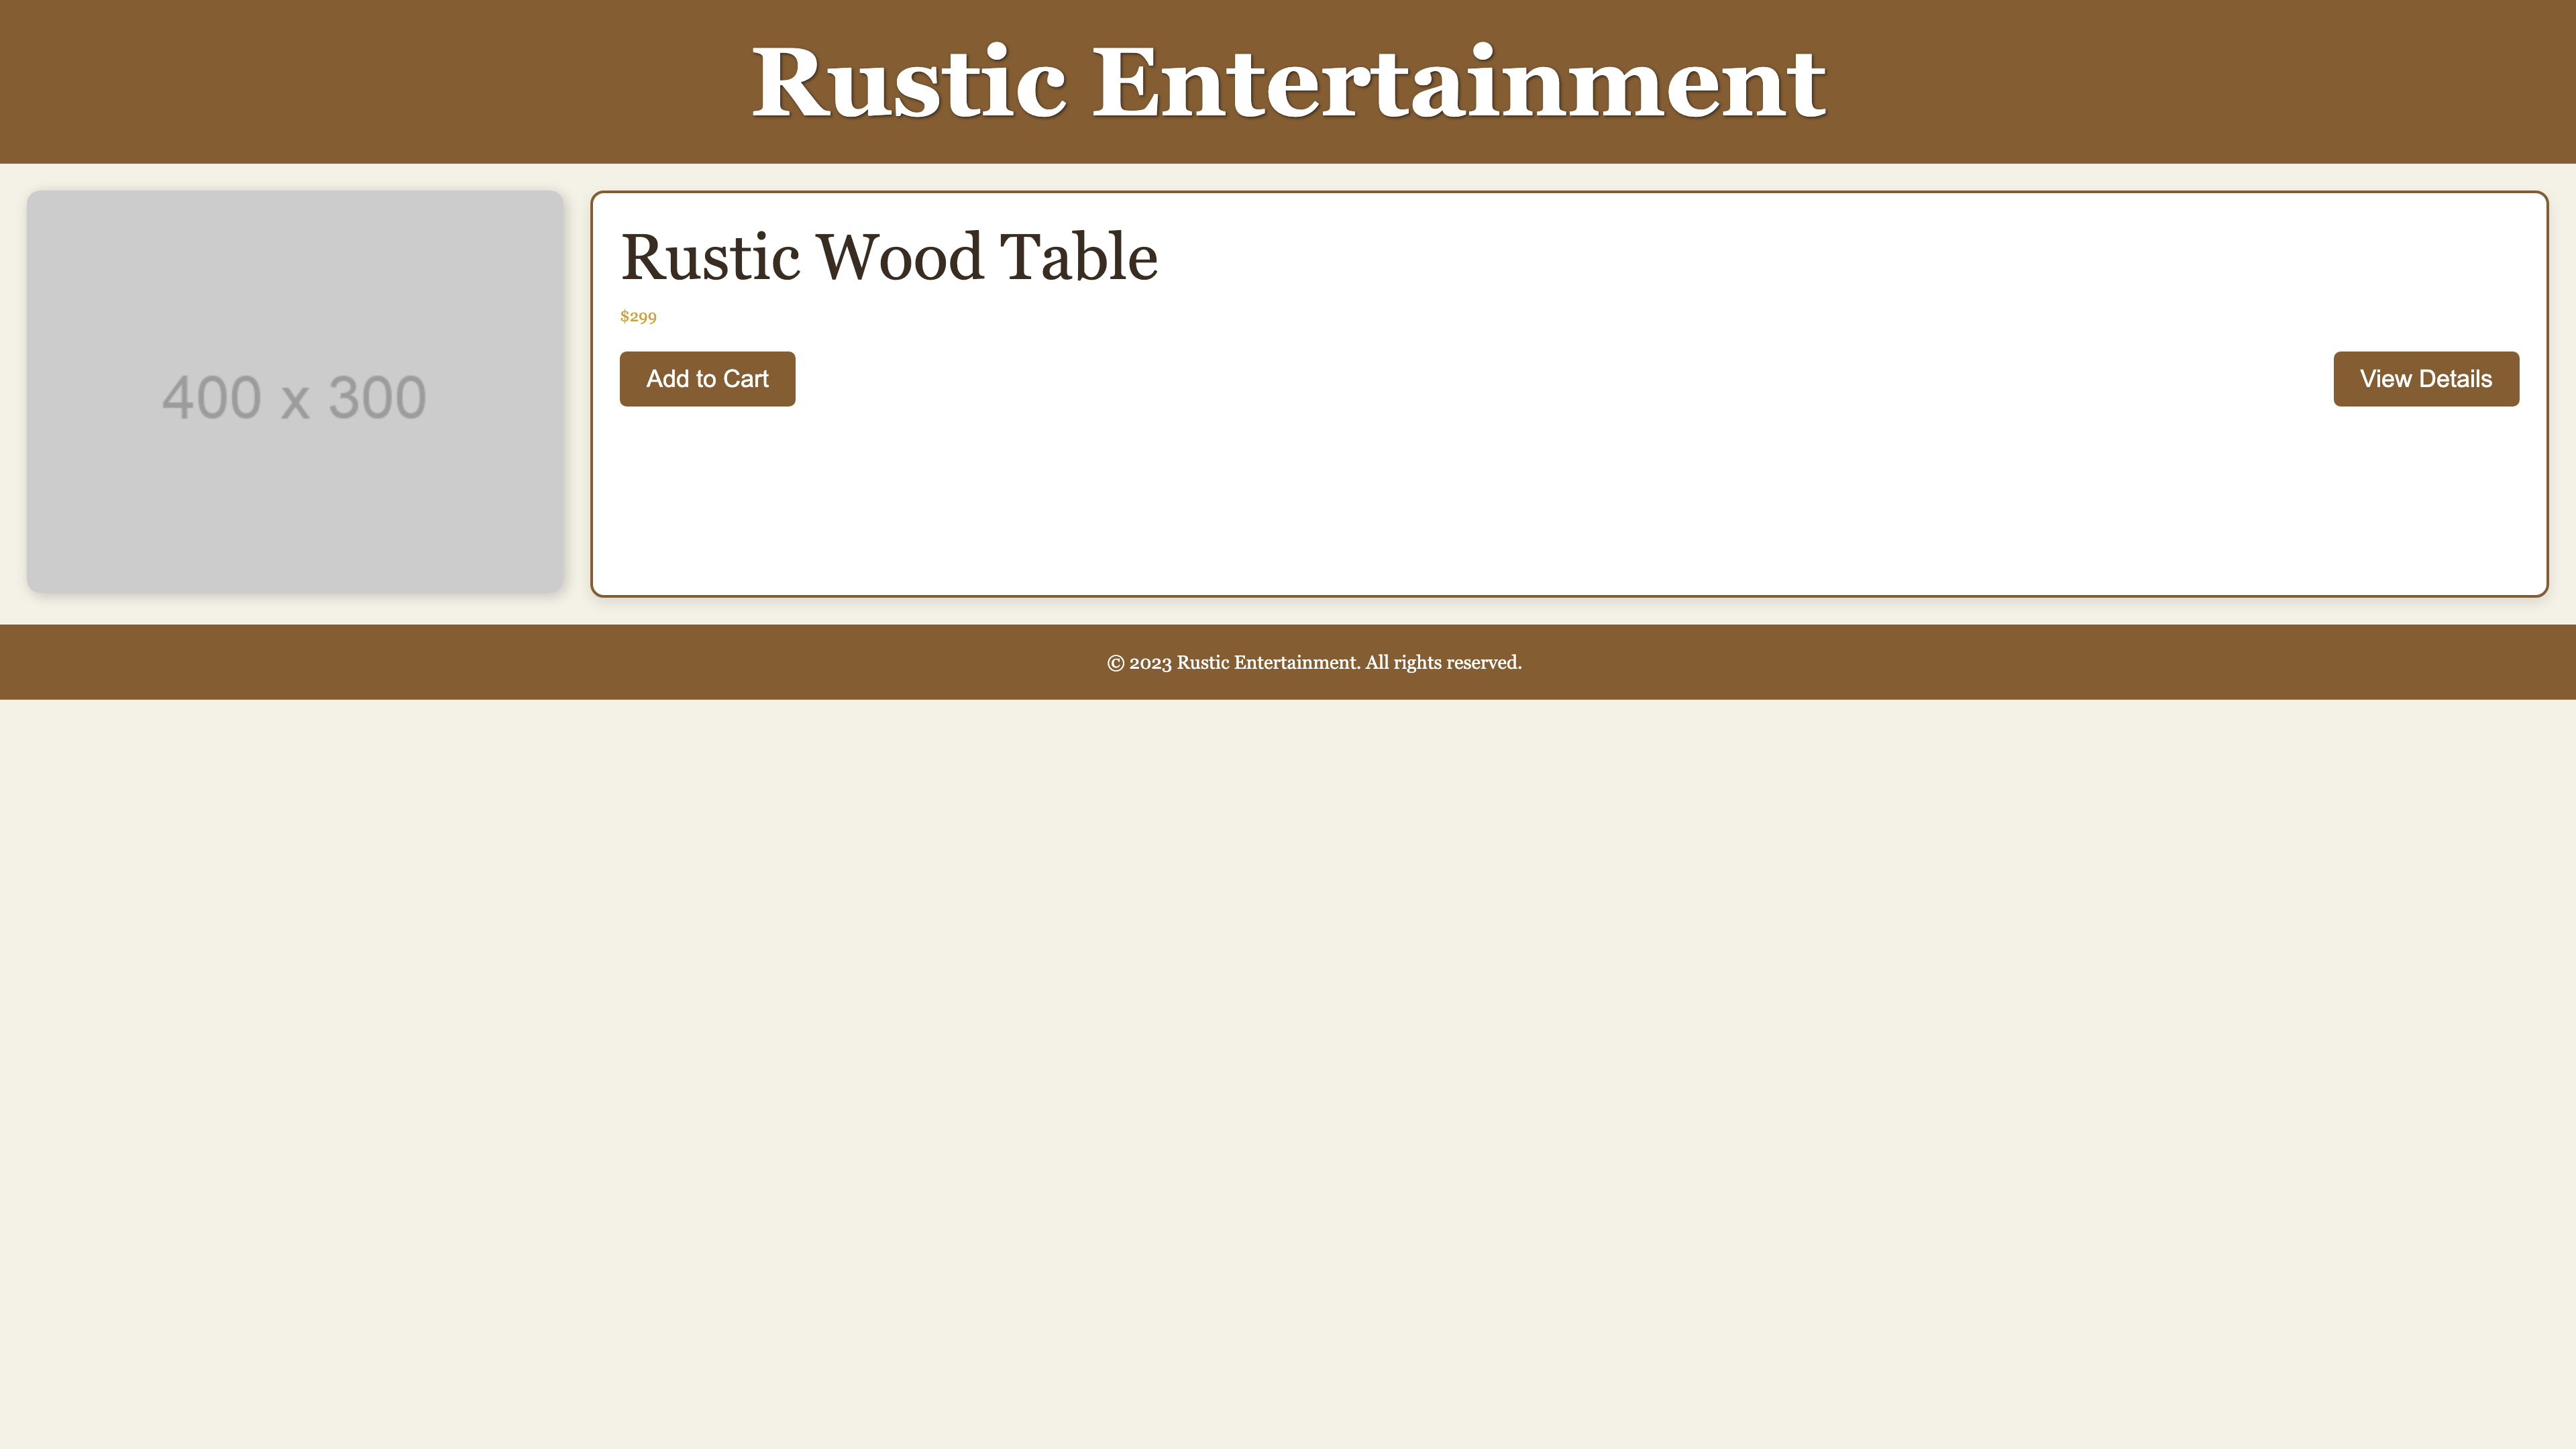 Rustic Entertainment
400 x 300
Rustic Wood Table
$299
Add to Cart
View Details
© 2023 Rustic Entertainment. All rights reserved.